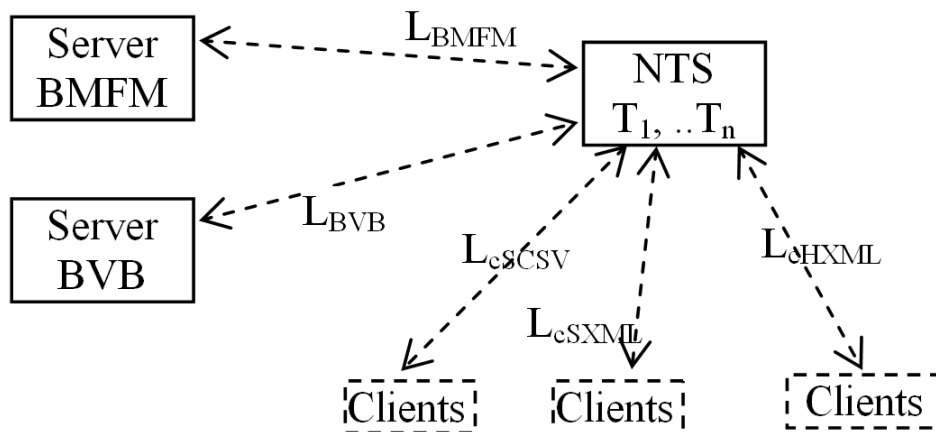 Server
BMFM
L_BMFM
NTS
T_1, ..T_n
Server
BVB
L_BVB
L_cSCSV
L_cSXML
L_cHXML
Clients
Clients
Clients